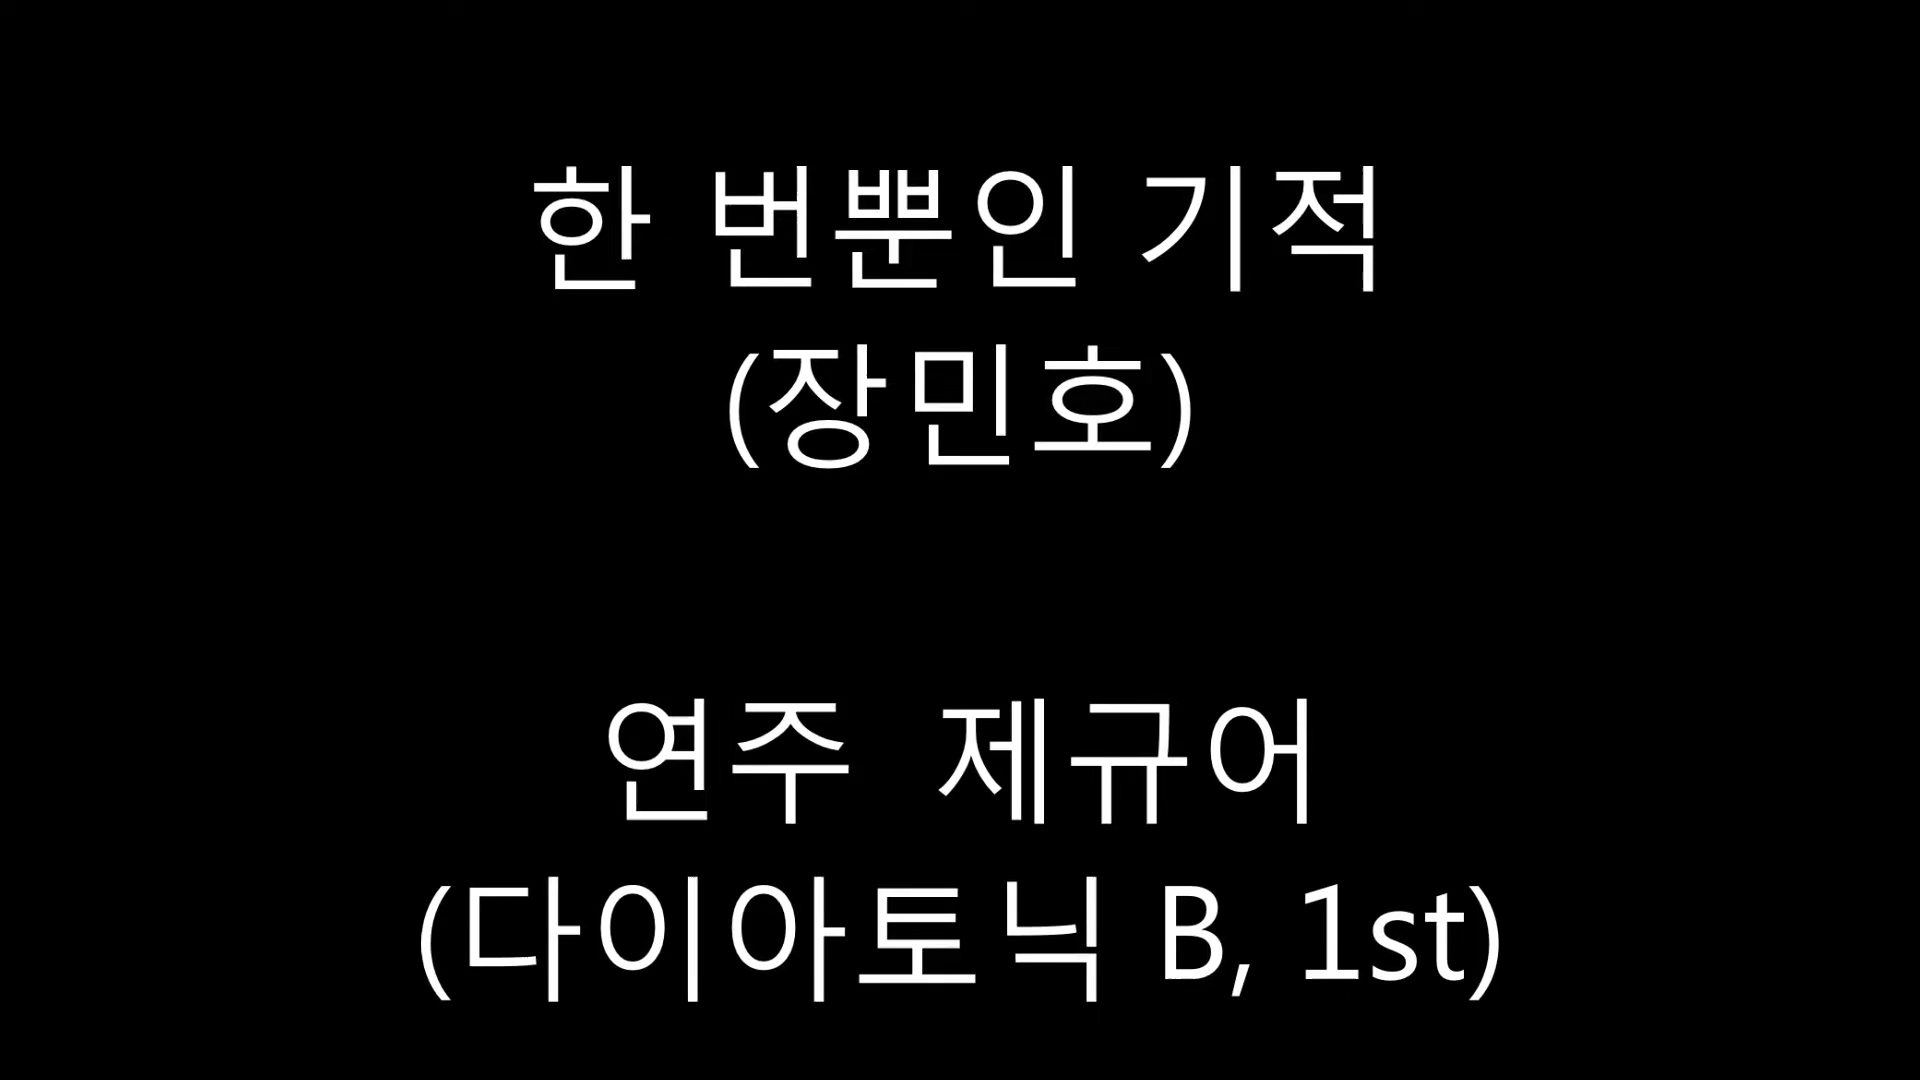 한 번뿐인 기적
(장민호)
연주 제규어
(다이아토닉 B, 1st)